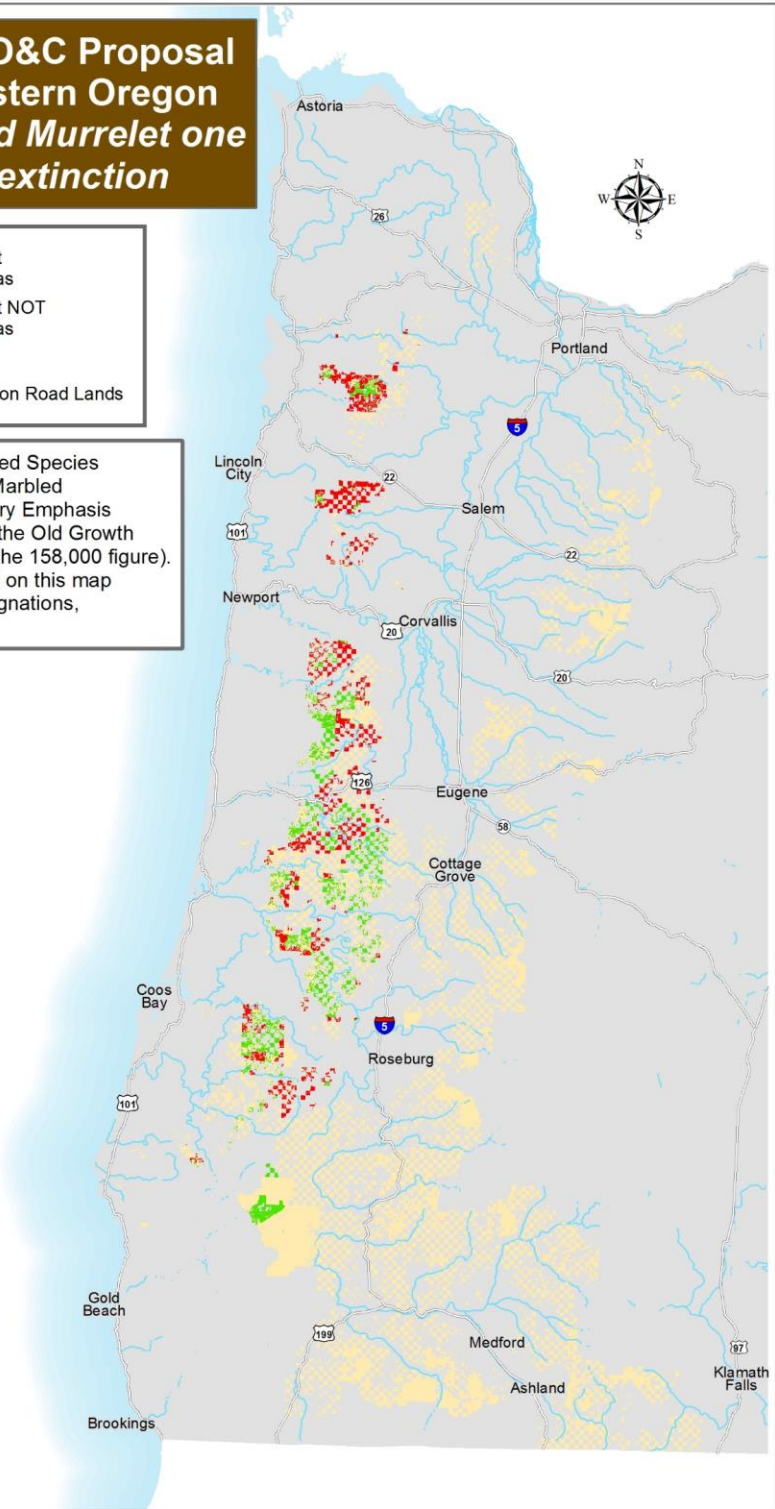 O&C Proposal
stern Oregon
d Murrelet one
extinction
t
as
t NOT
as
on Road Lands
ed Species
Marbled
ry Emphasis
the Old Growth
he 158,000 figure).
on this map
gnations,
Astoria
N
W
E
S
26
Portland
5
Lincoln
City
22
Salem
101
22
Newport
20
Corvallis
20
126
Eugene
58
Cottage
Grove
Coos
Bay
5
Roseburg
101
Gold
Beach
199
Medford
97
Klamath
Falls
Ashland
Brookings